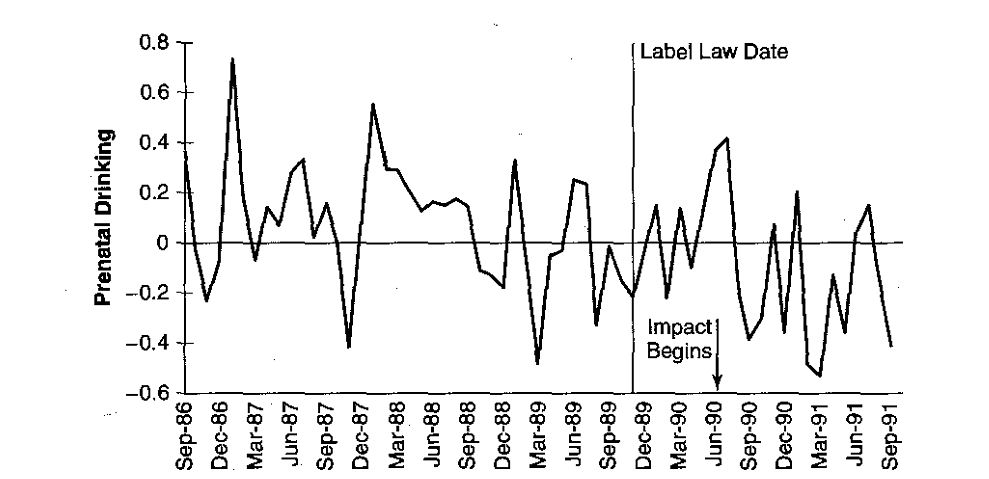 0.8
Label Law Date
0.6
0.4
0.2
0
−0.2
−0.4
−0.6
Prenatal Drinking
Impact
Begins
Sep-86
Dec-86
Mar-87
Jun-87
Sep-87
Dec-87
Mar-88
Jun-88
Sep-88
Dec-88
Mar-89
Jun-89
Sep-89
Dec-89
Mar-90
Jun-90
Sep-90
Dec-90
Mar-91
Jun-91
Sep-91